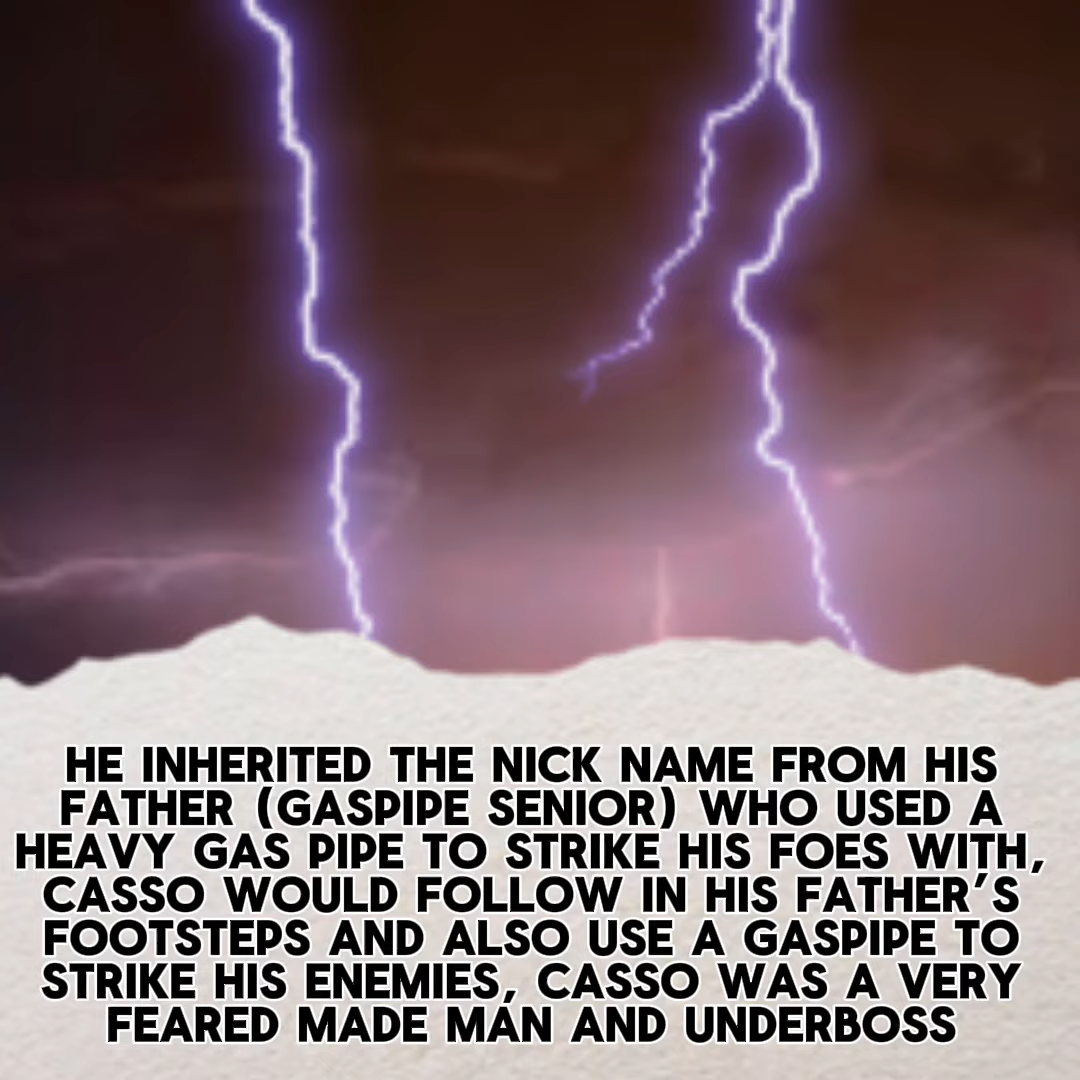 HE INHERITED THE NICK NAME FROM HIS
FATHER (GASPIPE SENIOR) WHO USED A
HEAVY GAS PIPE TO STRIKE HIS FOES WITH,
CASSO WOULD FOLLOW IN HIS FATHER'S
FOOTSTEPS AND ALSO USE A GASPIPE TO
STRIKE HIS ENEMIES, CASSO WAS A VERY
FEARED MADE MAN AND UNDERBOSS